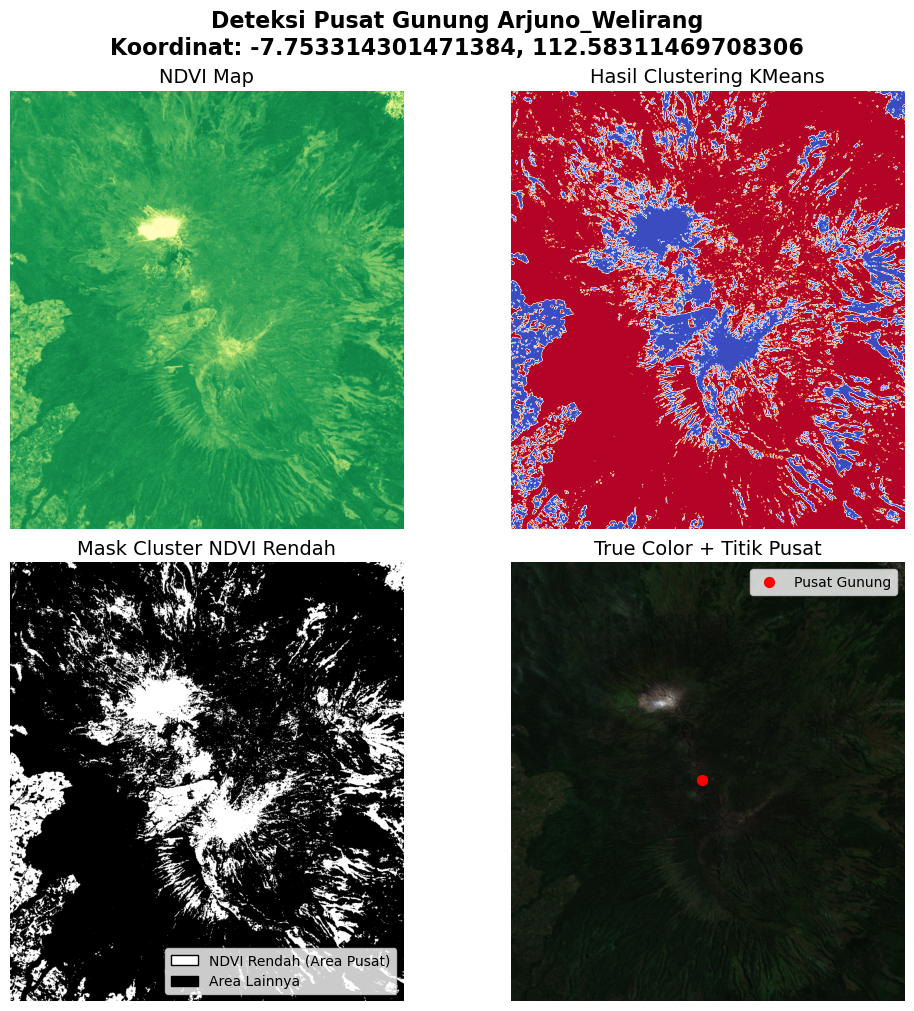 Deteksi Pusat Gunung Arjuno_Welirang
Koordinat: -7.753314301471384, 112.58311469708306
NDVI Map
Hasil Clustering KMeans
Mask Cluster NDVI Rendah
NDVI Rendah (Area Pusat)
Area Lainnya
True Color + Titik Pusat
Pusat Gunung